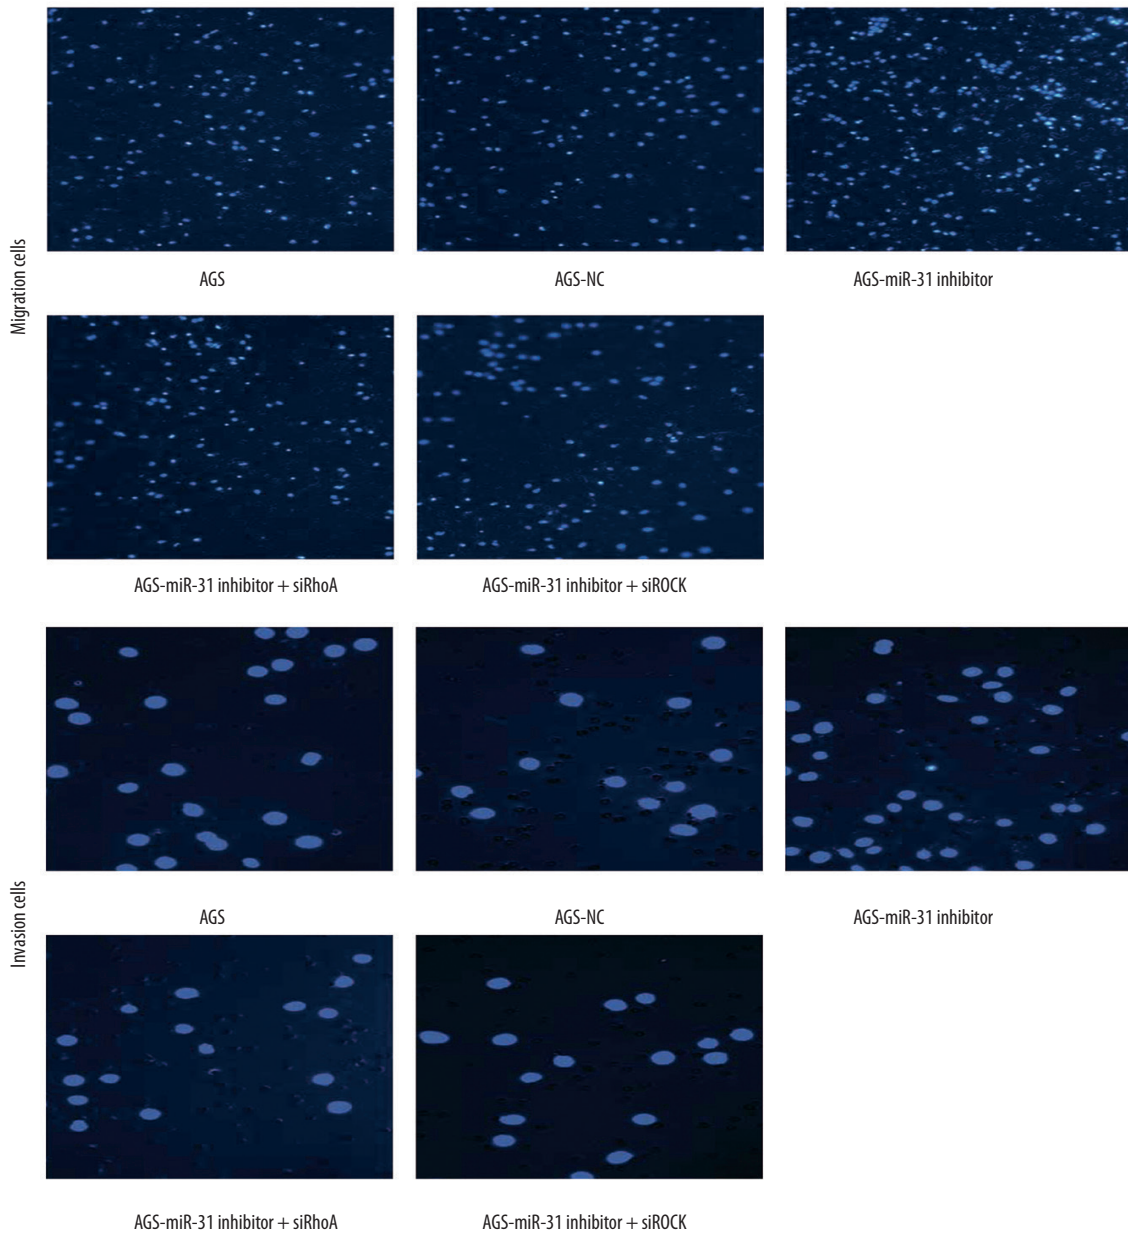 Migration cells
AGS
AGS-NC
AGS-miR-31 inhibitor
AGS-miR-31 inhibitor + siRhoA
AGS-miR-31 inhibitor + siROCK
Invasion cells
AGS
AGS-NC
AGS-miR-31 inhibitor
AGS-miR-31 inhibitor + siRhoA
AGS-miR-31 inhibitor + siROCK